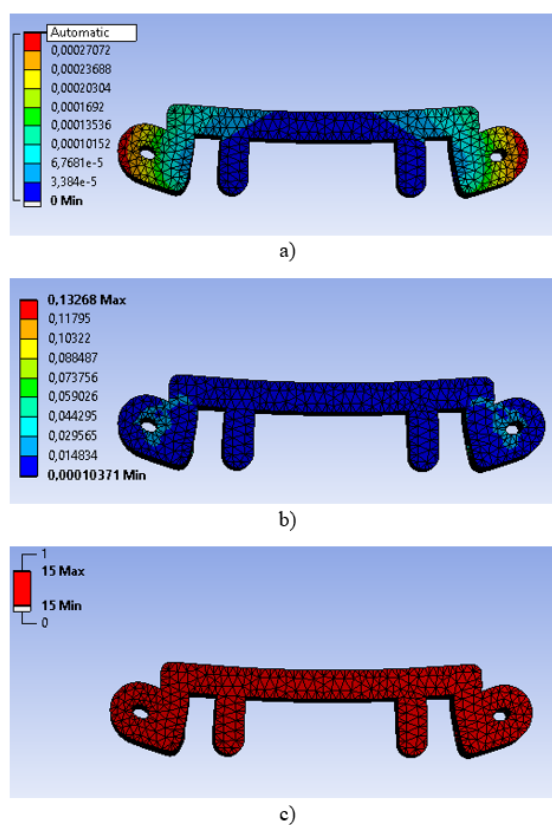 Automatic
0,00027072
0,00023688
0,00020304
0,0001692
0,00013536
0,00010152
6,7681e-5
3,384e-5
0 Min
a)
0,13268 Max
0,11795
0,10322
0,088487
0,073756
0,059026
0,044295
0,029565
0,014834
0,00010371 Min
b)
1
15 Max
15 Min
0
c)